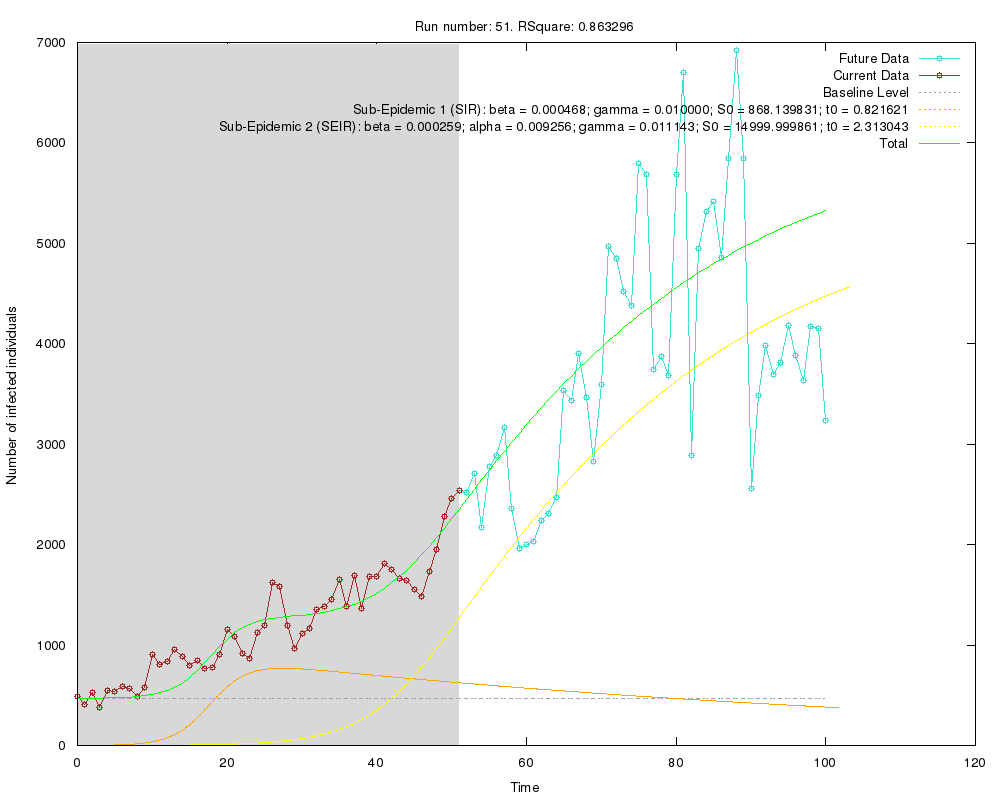 Run number: 51. RSquare: 0.863296
7000
6000
5000
4000
3000
2000
1000
0
Number of infected individuals
Future Data
Current Data
Baseline Level
Sub-Epidemic 1 (SIR): beta = 0.000468; gamma = 0.010000; S0 = 868.139831; t0 = 0.821621
Sub-Epidemic 2 (SEIR): beta = 0.000259; alpha = 0.009256; gamma = 0.011143; S0 = 14999.999861; t0 = 2.313043
Total
0 20 40 60 80 100 120
Time